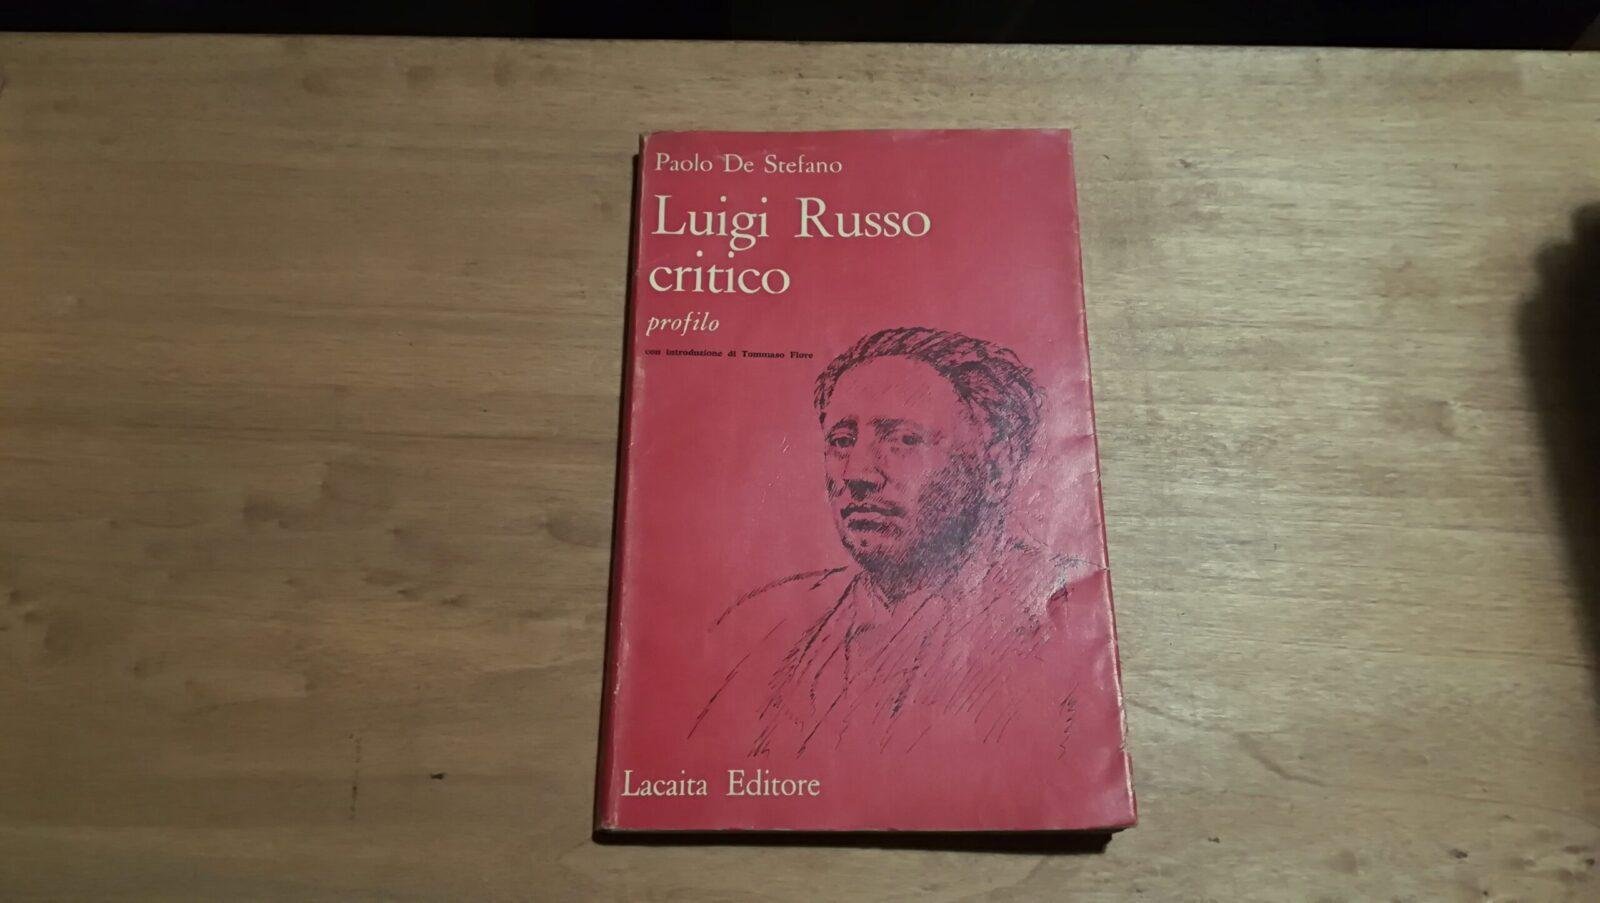 Paolo De Stefano
Luigi Russo
critico
profilo
con introduzione di Tommaso Fiore
Lacaita Editore